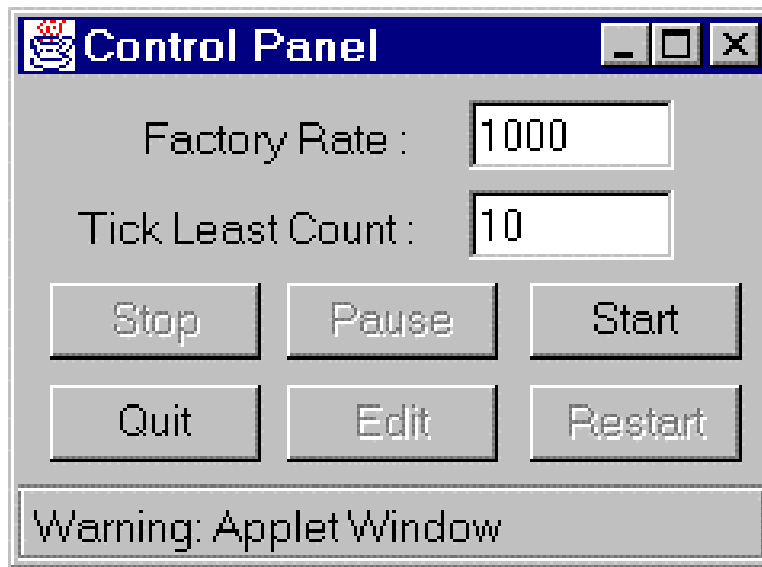 Control Panel
Factory Rate : 1000
Tick Least Count : 10
Stop Pause Start
Quit Edit Restart
Warning: Applet Window